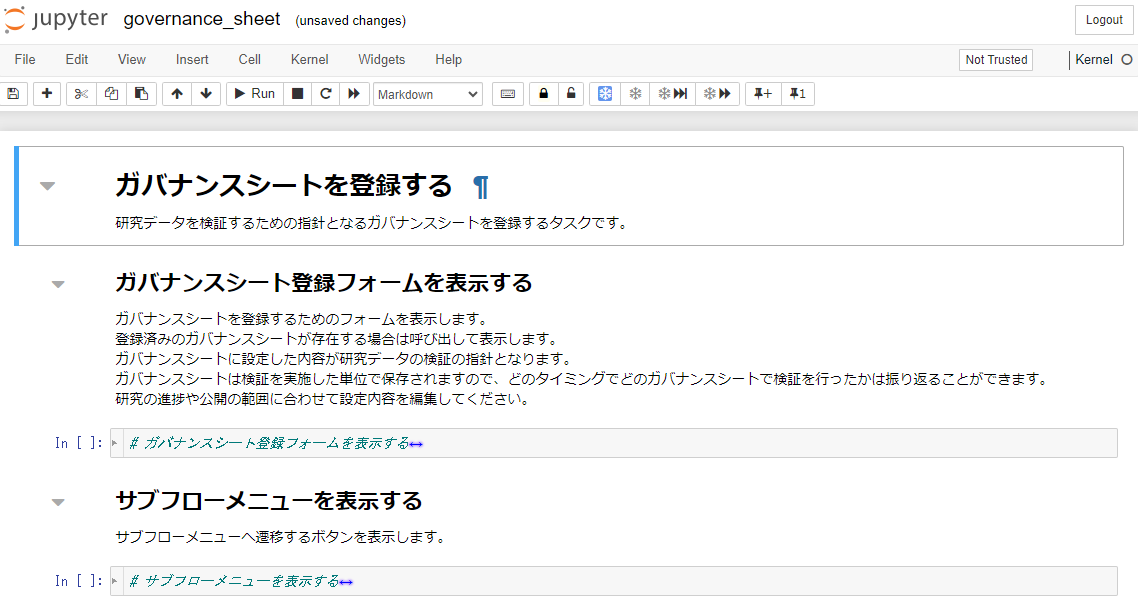 jupyter governance_sheet (unsaved changes)
Logout
File Edit View Insert Cell Kernel Widgets Help Not Trusted Kernel
Run Markdown + 1
ガバナンスシートを登録する ¶
研究データを検証するための指針となるガバナンスシートを登録するタスクです。
ガバナンスシート登録フォームを表示する
ガバナンスシートを登録するためのフォームを表示します。
登録済みのガバナンスシートが存在する場合は呼び出して表示します。
ガバナンスシートに設定した内容が研究データの検証の指針となります。
ガバナンスシートは検証を実施した単位で保存されますので、どのタイミングでどのガバナンスシートで検証を行ったかは振り返ることができます。
研究の進捗や公開の範囲に合わせて設定内容を編集してください。
In [ ]: # ガバナンスシート登録フォームを表示する↔
サブフローメニューを表示する
サブフローメニューへ遷移するボタンを表示します。
In [ ]: # サブフローメニューを表示する↔